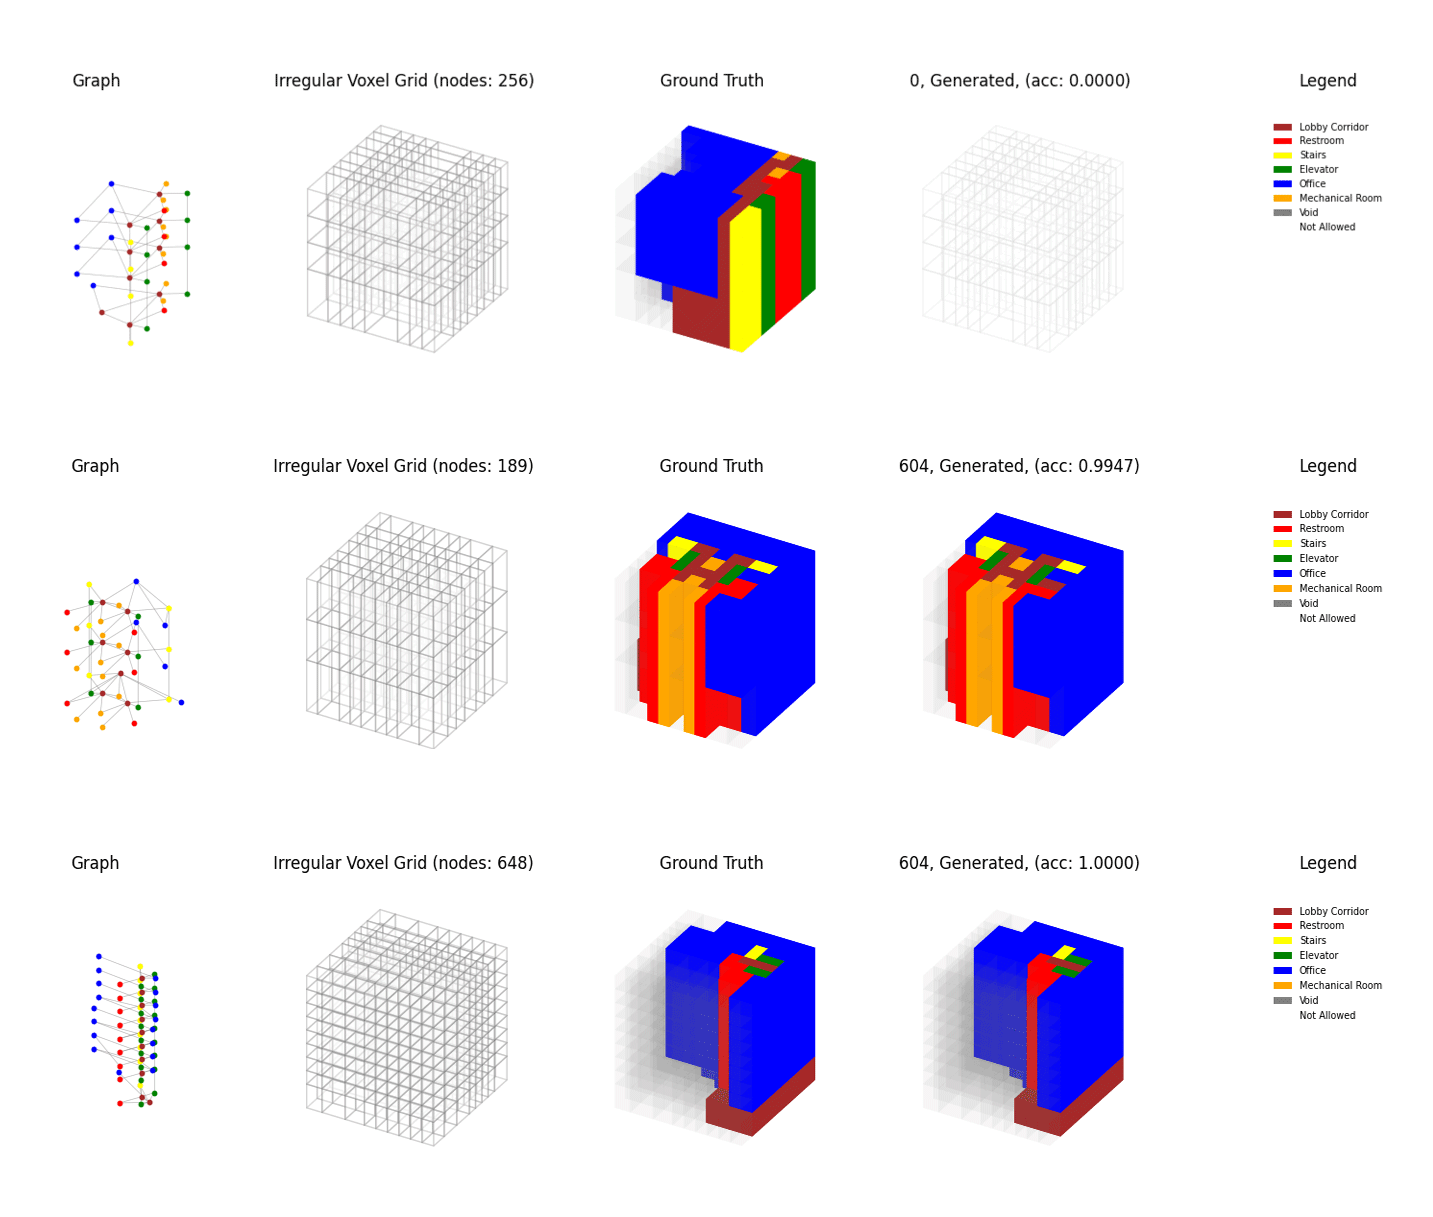 Graph
Irregular Voxel Grid (nodes: 256)
Ground Truth
0, Generated, (acc: 0.0000)
Legend
Lobby Corridor
Restroom
Stairs
Elevator
Office
Mechanical Room
Void
Not Allowed
Graph
Irregular Voxel Grid (nodes: 189)
Ground Truth
604, Generated, (acc: 0.9947)
Legend
Lobby Corridor
Restroom
Stairs
Elevator
Office
Mechanical Room
Void
Not Allowed
Graph
Irregular Voxel Grid (nodes: 648)
Ground Truth
604, Generated, (acc: 1.0000)
Legend
Lobby Corridor
Restroom
Stairs
Elevator
Office
Mechanical Room
Void
Not Allowed